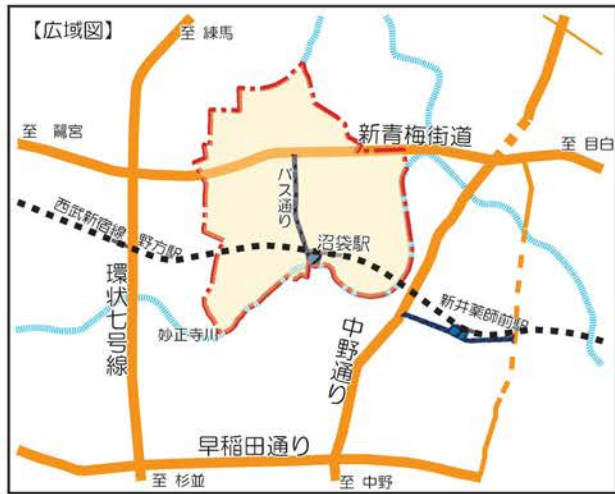 【広域図】
至 練馬
至 鷺宮
新青梅街道
至 目白
バス通り
西武新宿線
野方駅
沼袋駅
環状七号線
新井薬師前駅
妙正寺川
中野通り
早稲田通り
至 杉並
至 中野